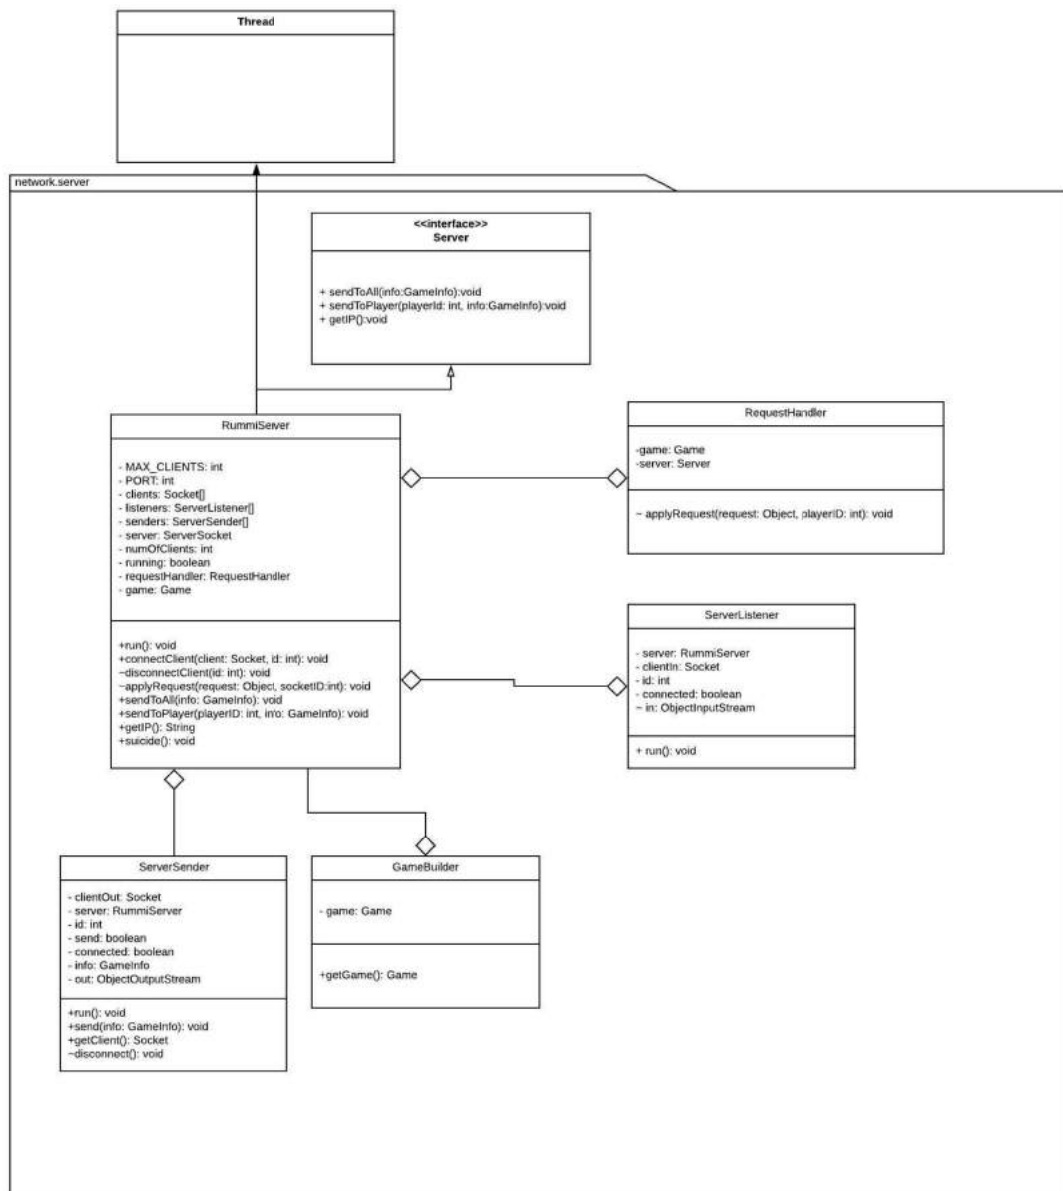 Thread
network.server
<<interface>>
Server
+ sendToAll(info:GameInfo):void
+ sendToPlayer(playerId: int, info:GameInfo):void
+ getIP():void
RummiServer
- MAX_CLIENTS: int
- PORT: int
- clients: Socket[]
- listeners: ServerListener[]
- senders: ServerSender[]
- server: ServerSocket
- numOfClients: int
- running: boolean
- requestHandler: RequestHandler
- game: Game
+run(): void
+connectClient(client: Socket, id: int): void
~disconnectClient(id: int): void
~applyRequest(request: Object, socketID:int): void
+sendToAll(info: GameInfo): void
+sendToPlayer(playerID: int, info: GameInfo): void
+getIP(): String
+suicide(): void
RequestHandler
-game: Game
-server: Server
~ applyRequest(request: Object, playerID: int): void
ServerListener
- server: RummiServer
- clientIn: Socket
- id: int
- connected: boolean
~ in: ObjectInputStream
+ run(): void
ServerSender
- clientOut: Socket
- server: RummiServer
- id: int
- send: boolean
- connected: boolean
- info: GameInfo
- out: ObjectOutputStream
+run(): void
+send(info: GameInfo): void
+getClient(): Socket
~disconnect(): void
GameBuilder
- game: Game
+getGame(): Game